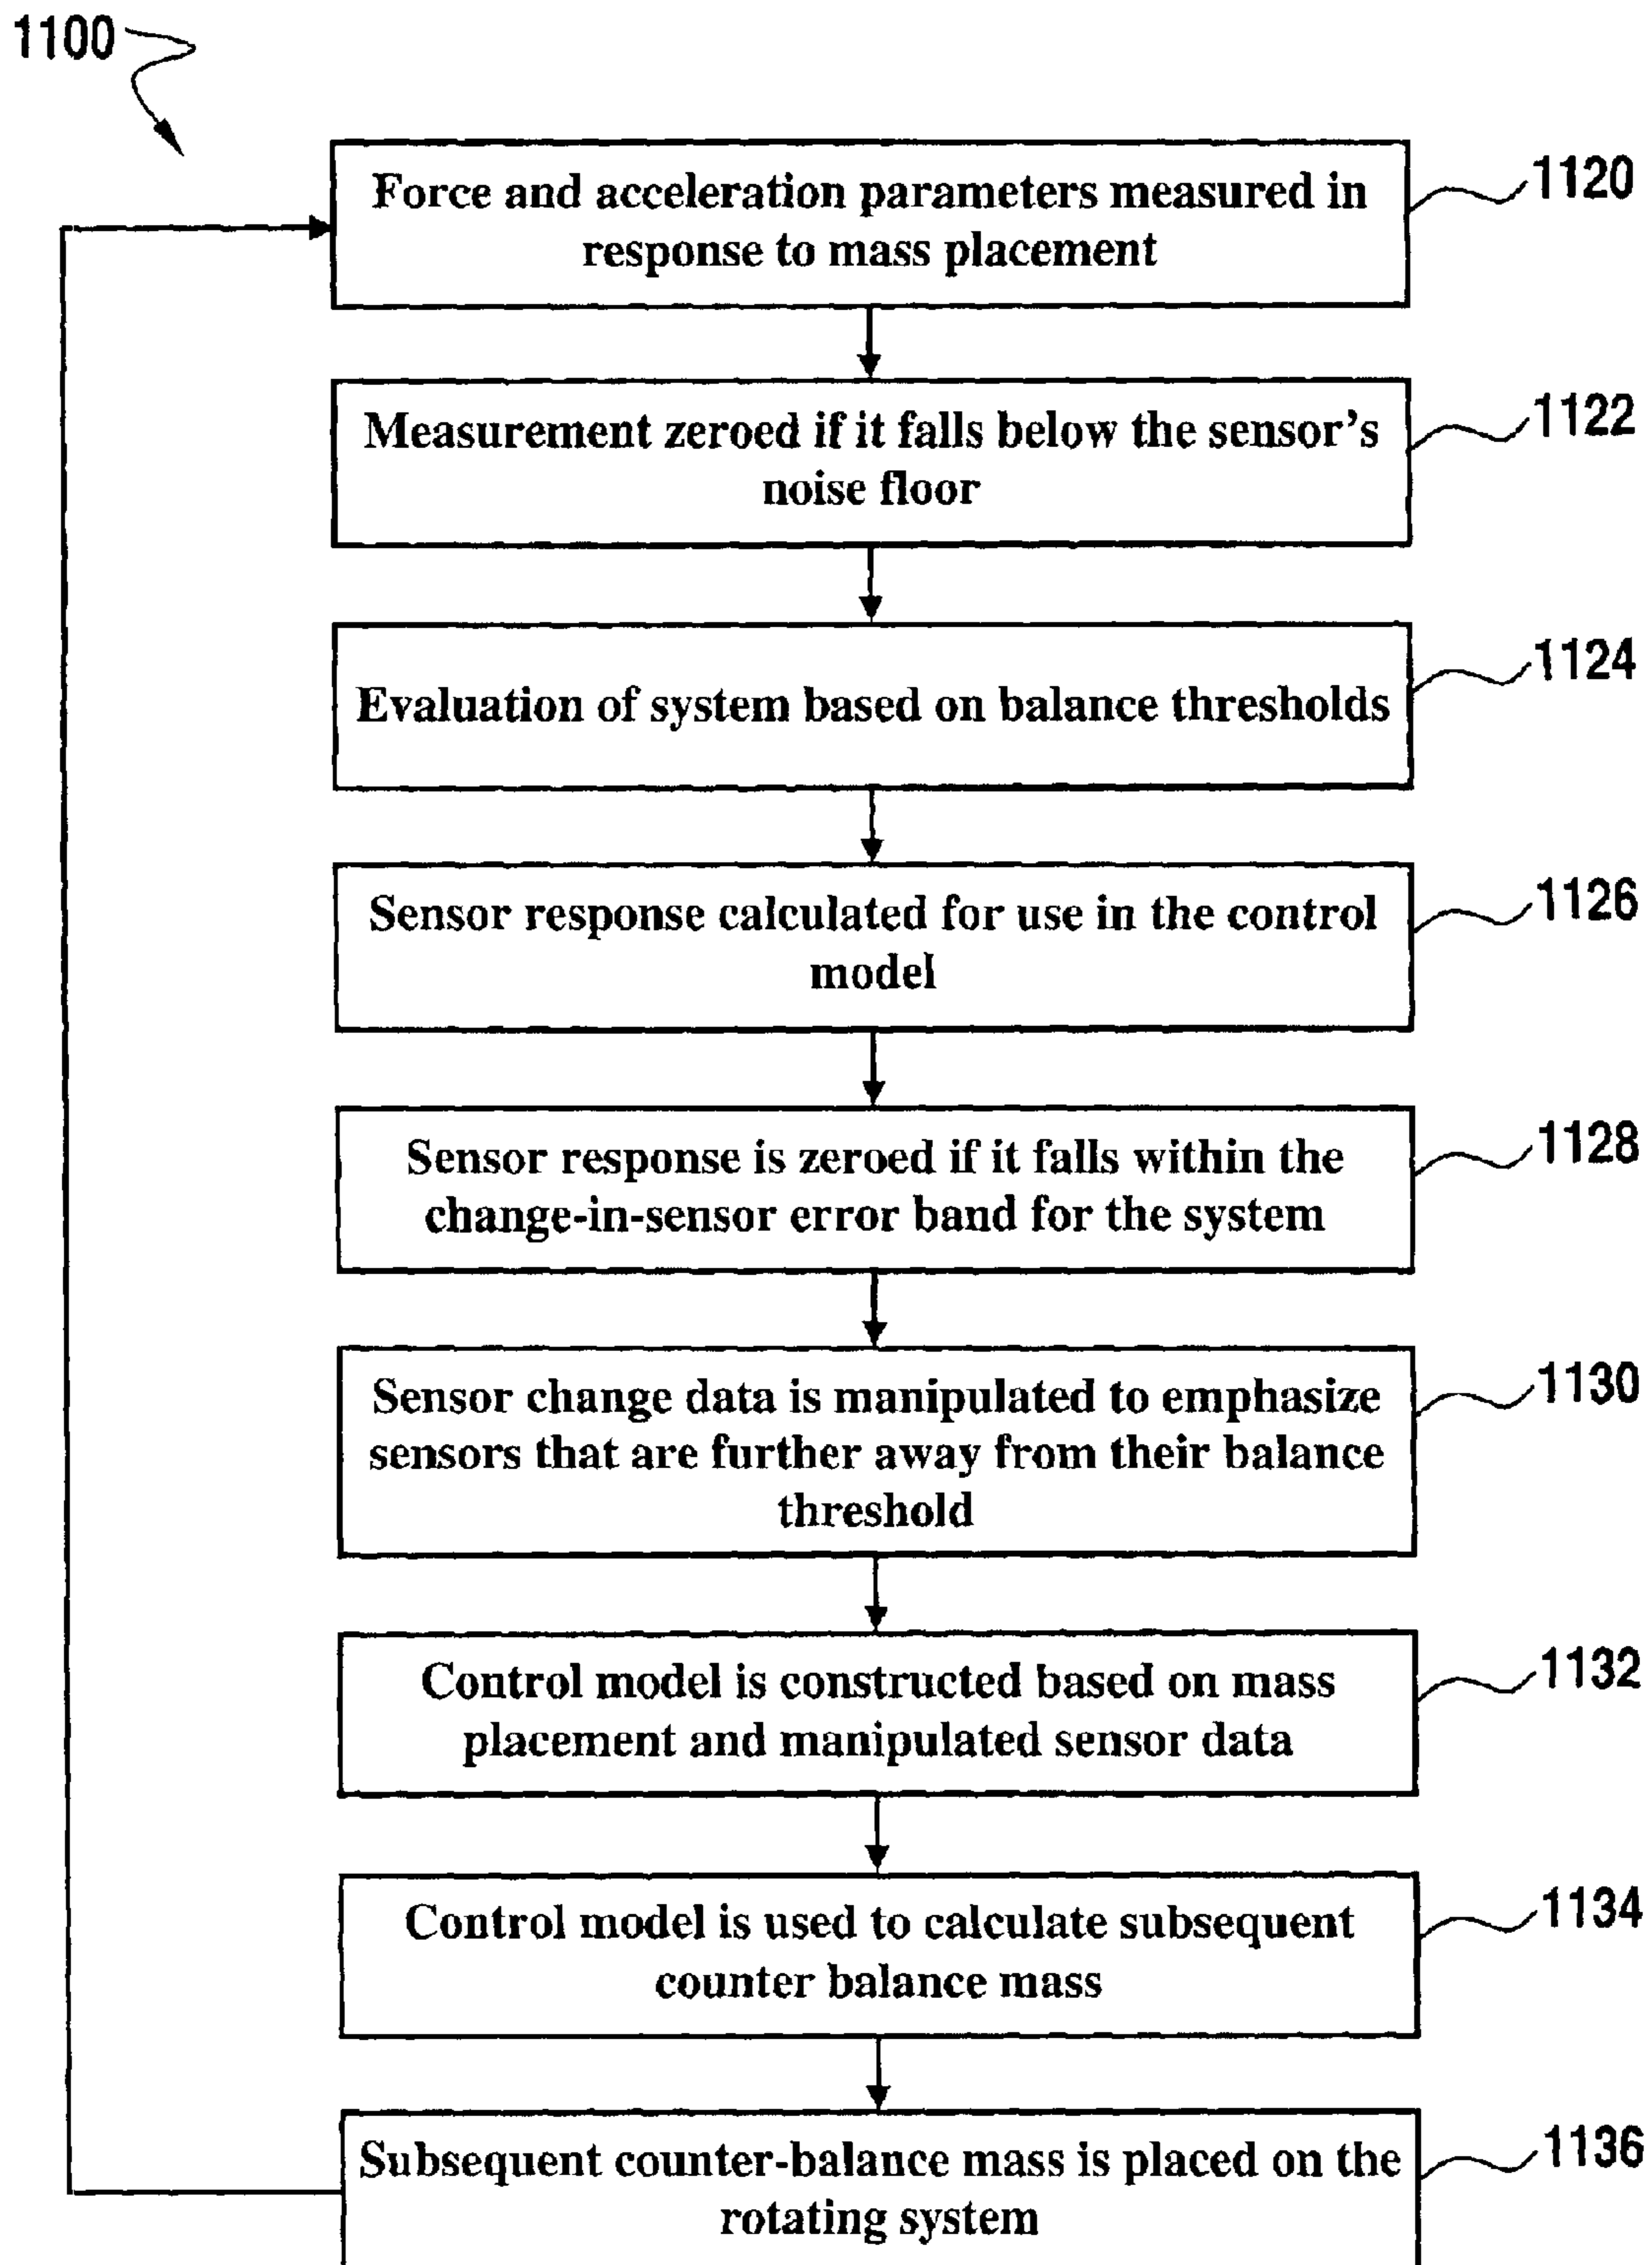 1100
Force and acceleration parameters measured in
response to mass placement
1120
Measurement zeroed if it falls below the sensor's
noise floor
1122
Evaluation of system based on balance thresholds
1124
Sensor response calculated for use in the control
model
1126
Sensor response is zeroed if it falls within the
change-in-sensor error band for the system
1128
Sensor change data is manipulated to emphasize
sensors that are further away from their balance
threshold
1130
Control model is constructed based on mass
placement and manipulated sensor data
1132
Control model is used to calculate subsequent
counter balance mass
1134
Subsequent counter-balance mass is placed on the
rotating system
1136